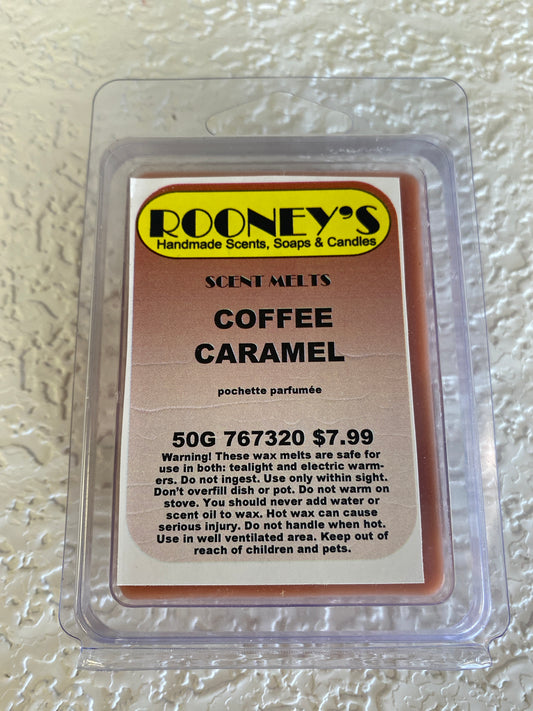 ROONEY'S
Handmade Scents, Soaps & Candles
SCENT MELTS
COFFEE
CARAMEL
pochette parfumée
50G 767320 $7.99
Warning! These wax melts are safe for
use in both: tealight and electric warm-
ers. Do not ingest. Use only within sight.
Don't overfill dish or pot. Do not warm on
stove. You should never add water or
scent oil to wax. Hot wax can cause
serious injury. Do not handle when hot.
Use in well ventilated area. Keep out of
reach of children and pets.